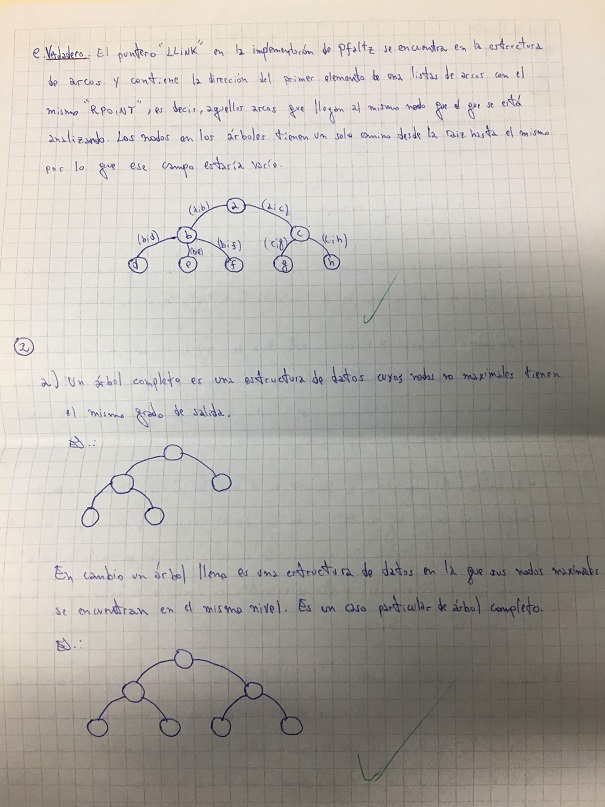 e. Verdadero. El puntero "LLINK" en la implementación de Pfaltz se encuentra en la estructura
de arcos y contiene la dirección del primer elemento de una listas de arcos con el
mismo "RPOINT", es decir, aquellos arcos que llegan al mismo nodo que el que se está
analizando. Los nodos en los árboles tienen un solo camino desde la raiz hasta el mismo
por lo que ese campo estaría vacío.
(a;b) a (a;c)
(b;d) b (b;e) (b;f) (c;g) c (c;h)
d e f g h
2
a) Un árbol completo es una estructura de datos cuyos nodos no maximales tienen
el mismo grado de salida.
Ej.:
En cambio un árbol lleno es una estructura de datos en la que sus nodos maximales
se encuentran en el mismo nivel. Es un caso particular de árbol completo.
Ej.: